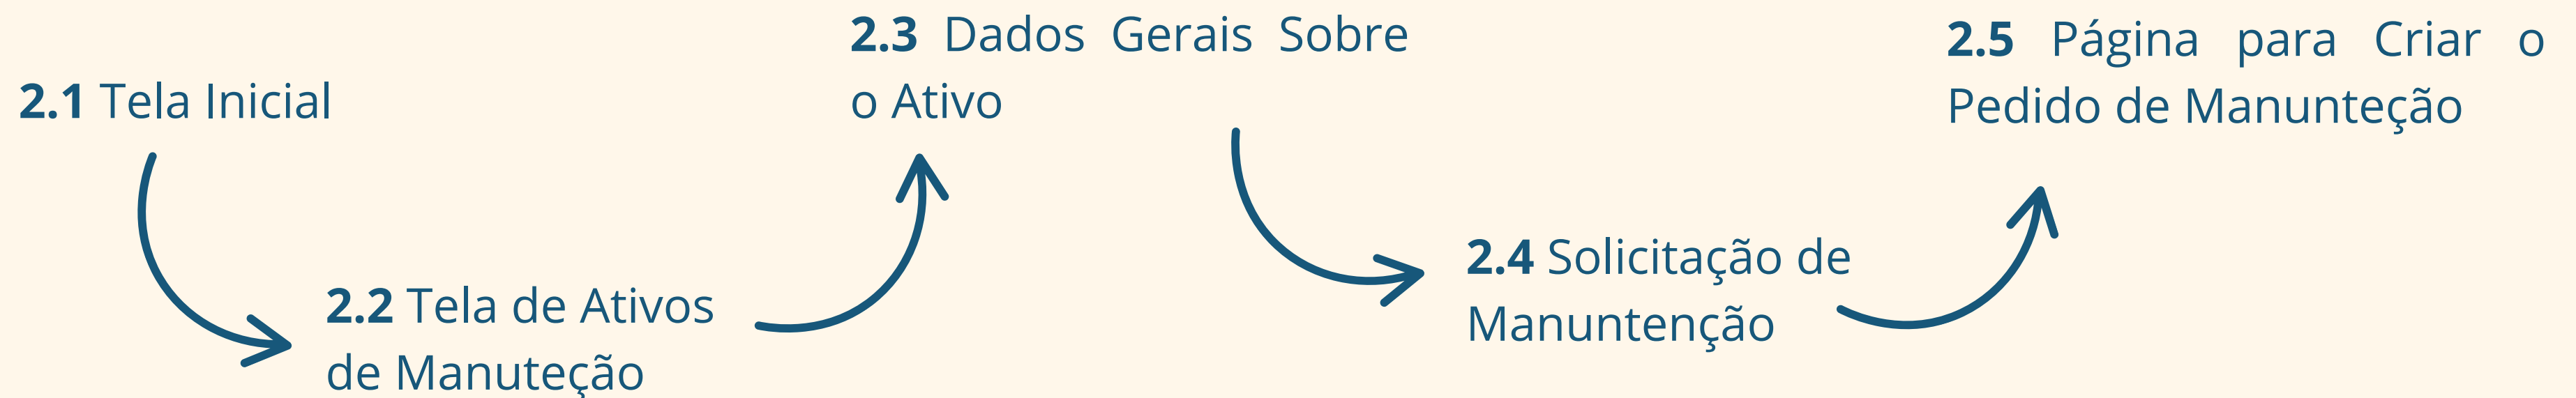 2.1 Tela Inicial
2.2 Tela de Ativos
de Manuteção
2.3 Dados Gerais Sobre
o Ativo
2.4 Solicitação de
Manuntenção
2.5 Página para Criar o
Pedido de Manunteção